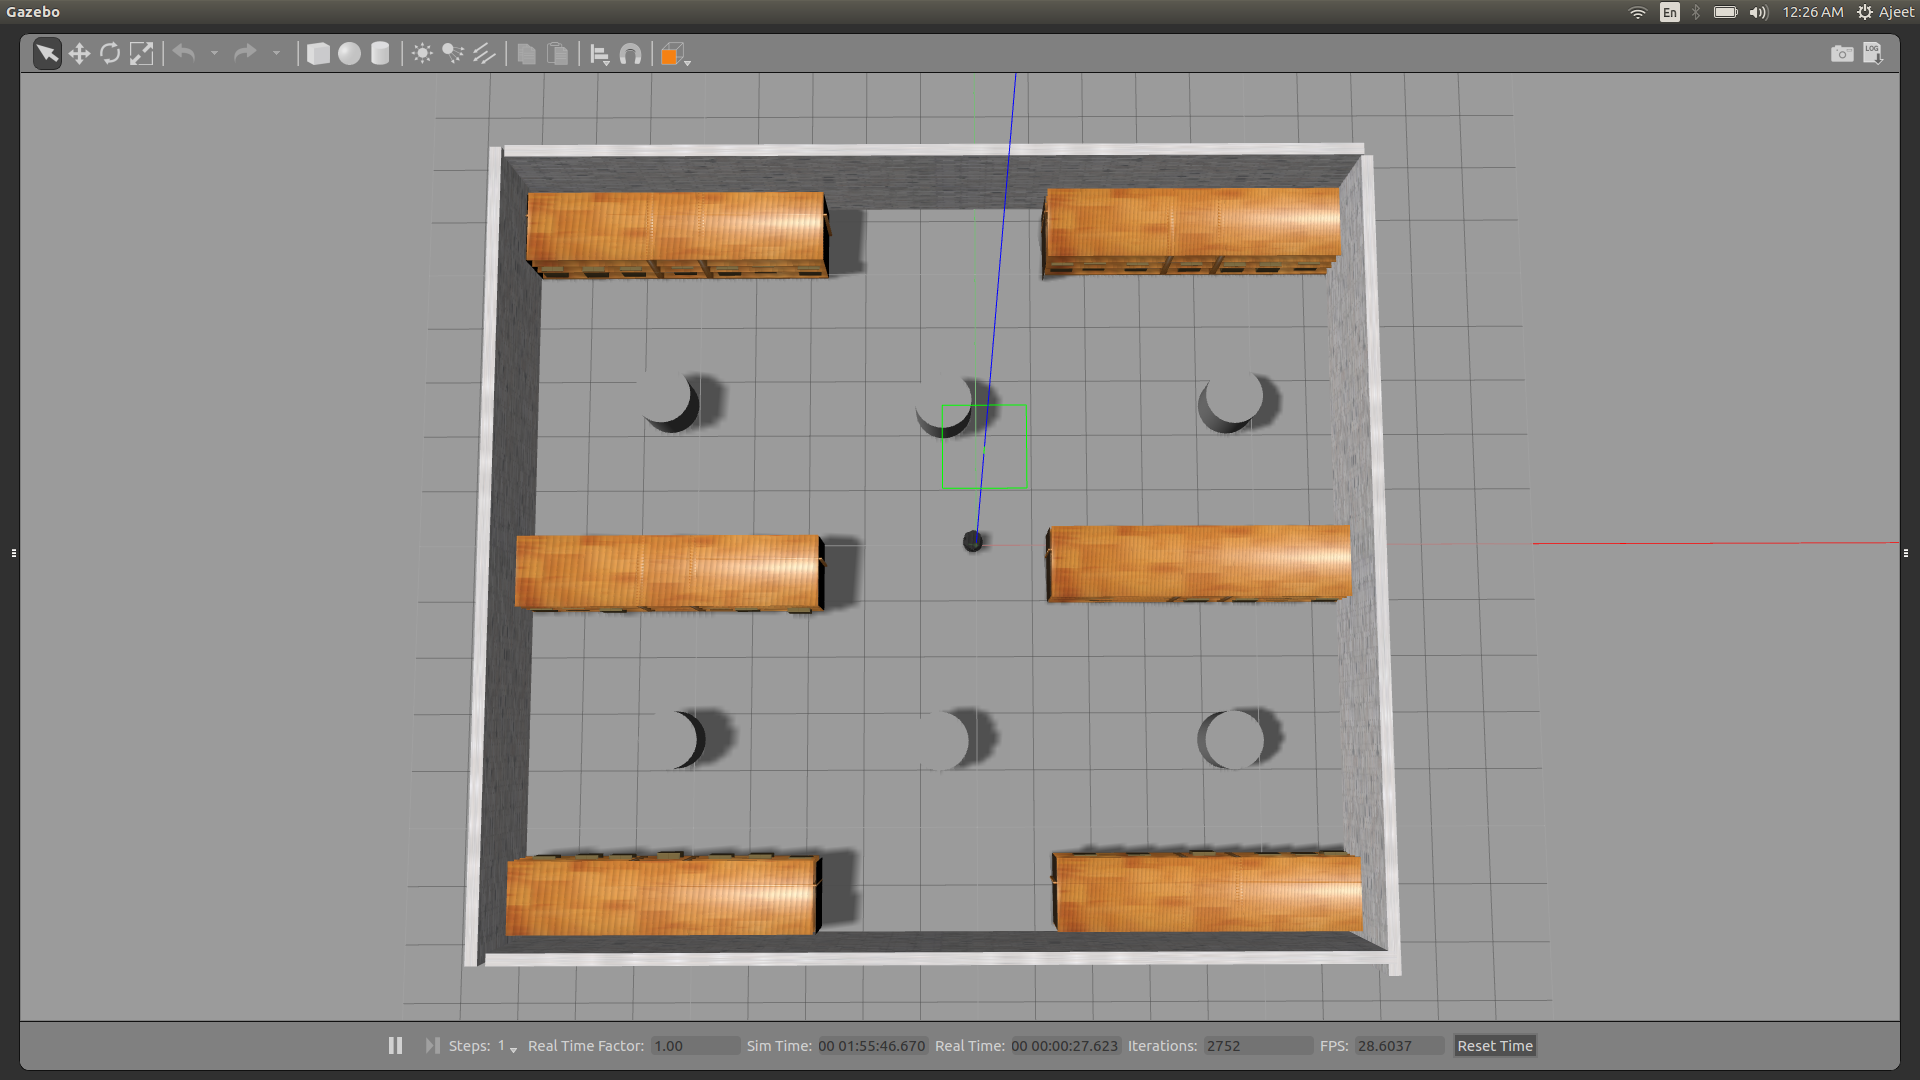 Gazebo
En
12:26 AM
Ajeet
LOG
Steps: 1
Real Time Factor: 1.00
Sim Time: 00 01:55:46.670
Real Time: 00 00:00:27.623
Iterations: 2752
FPS: 28.6037
Reset Time